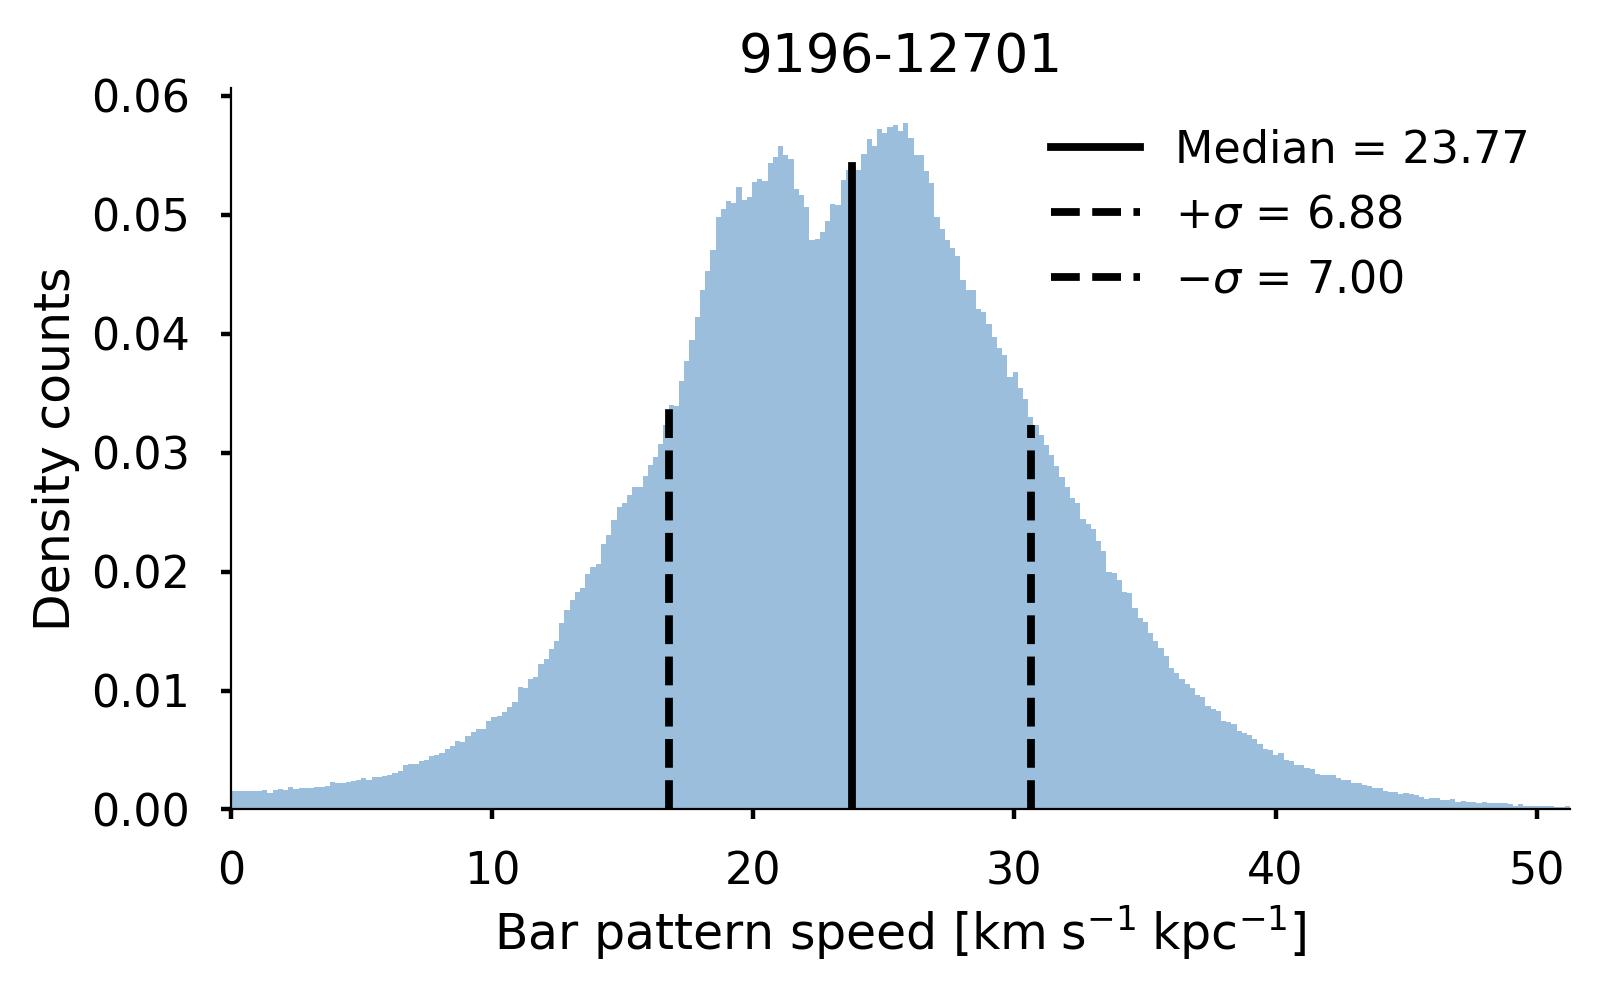 9196-12701
0.06
0.05
0.04
0.03
0.02
0.01
0.00
Density counts
Median = 23.77
+σ = 6.88
−σ = 7.00
0 10 20 30 40 50
Bar pattern speed [km s⁻¹ kpc⁻¹]